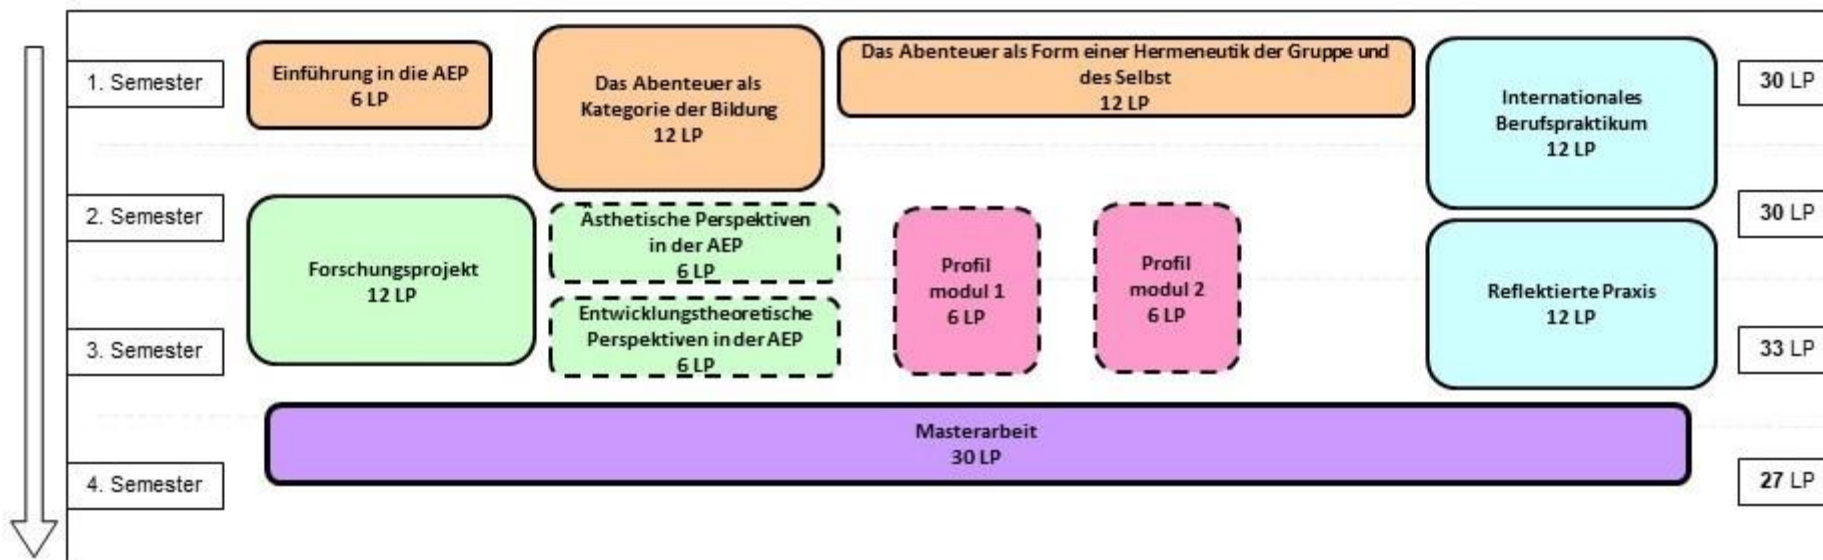 1. Semester
Einführung in die AEP
6 LP
Das Abenteuer als
Kategorie der Bildung
12 LP
Das Abenteuer als Form einer Hermeneutik der Gruppe und
des Selbst
12 LP
Internationales
Berufspraktikum
12 LP
30 LP
2. Semester
Forschungsprojekt
12 LP
Ästhetische Perspektiven
in der AEP
6 LP
Entwicklungstheoretische
Perspektiven in der AEP
6 LP
Profil
modul 1
6 LP
Profil
modul 2
6 LP
Reflektierte Praxis
12 LP
30 LP
3. Semester
33 LP
Masterarbeit
30 LP
4. Semester
27 LP